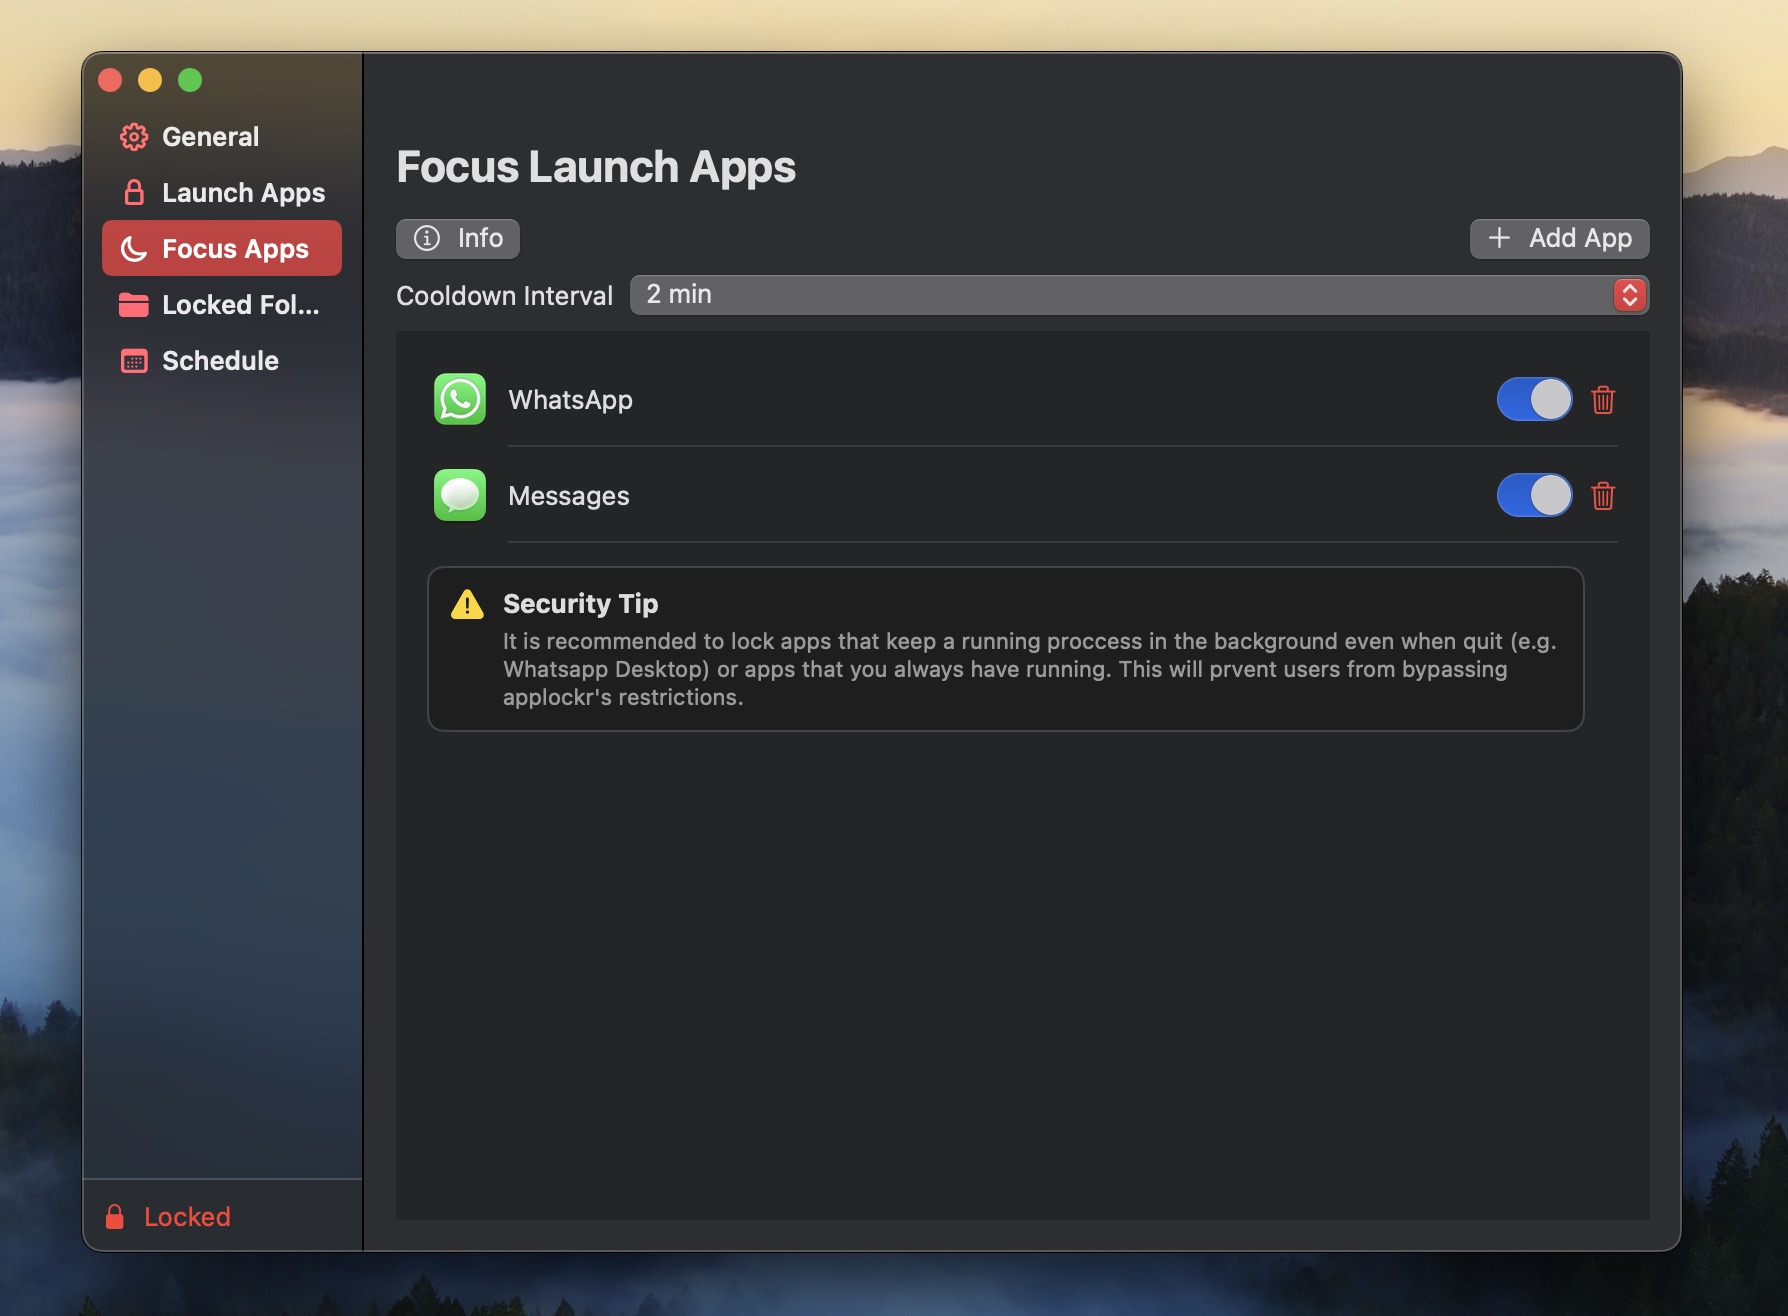 General
Launch Apps
Focus Apps
Locked Fol...
Schedule
Locked
Focus Launch Apps
Info
Add App
Cooldown Interval
2 min
WhatsApp
Messages
Security Tip
It is recommended to lock apps that keep a running proccess in the background even when quit (e.g.
Whatsapp Desktop) or apps that you always have running. This will prvent users from bypassing
applockr's restrictions.